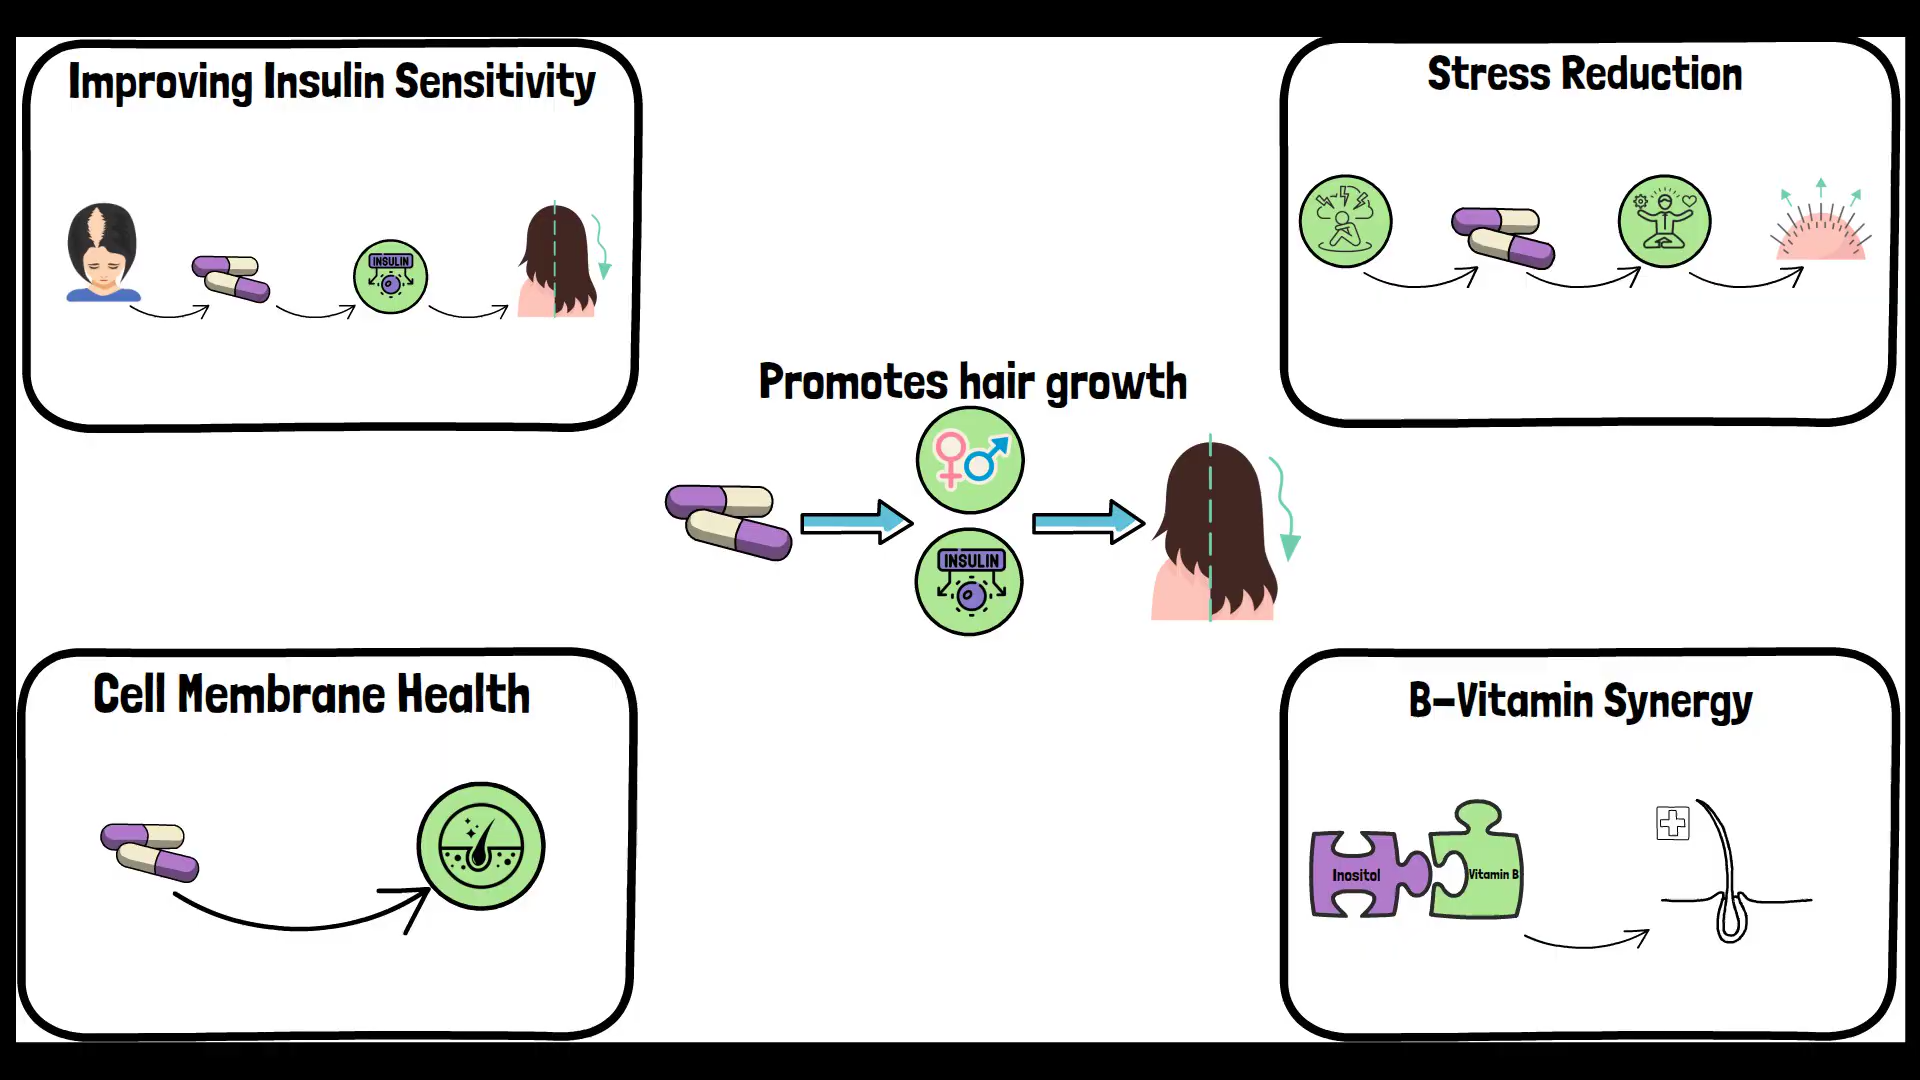 Improving Insulin Sensitivity
INSULIN
Stress Reduction
Promotes hair growth
INSULIN
Cell Membrane Health
B-Vitamin Synergy
Inositol
Vitamin B